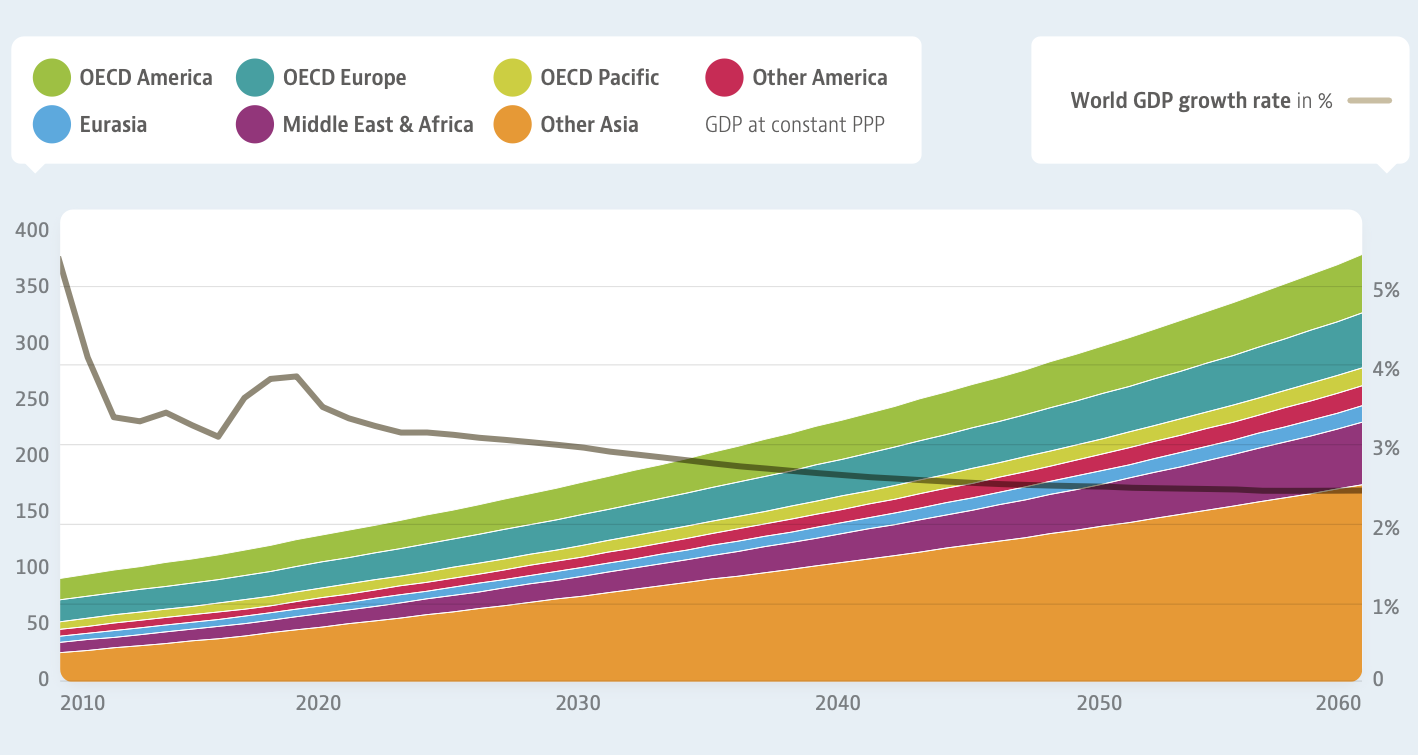 OECD America OECD Europe OECD Pacific Other America
World GDP growth rate in %
Eurasia Middle East & Africa Other Asia GDP at constant PPP
400
350 5%
300 4%
250
200 3%
150 2%
100
50 1%
0 0
2010 2020 2030 2040 2050 2060